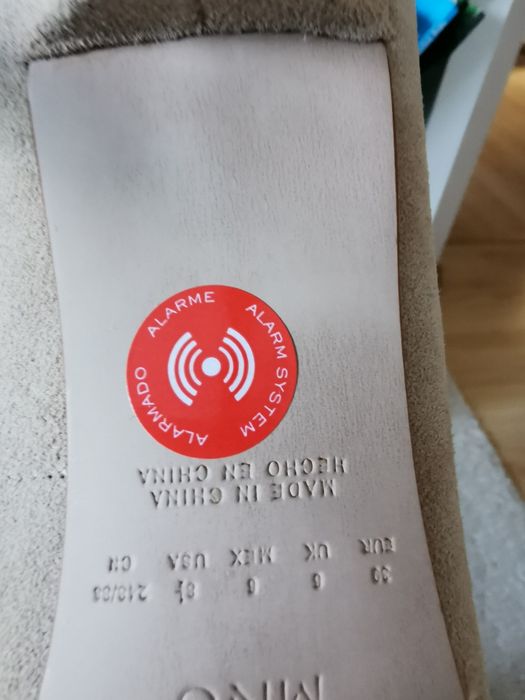 ALARME
ALARM SYSTEM
ALARMADO
6 6 8½
EUR UK MEX USA CN
MADE IN CHINA
HECHO EN CHINA